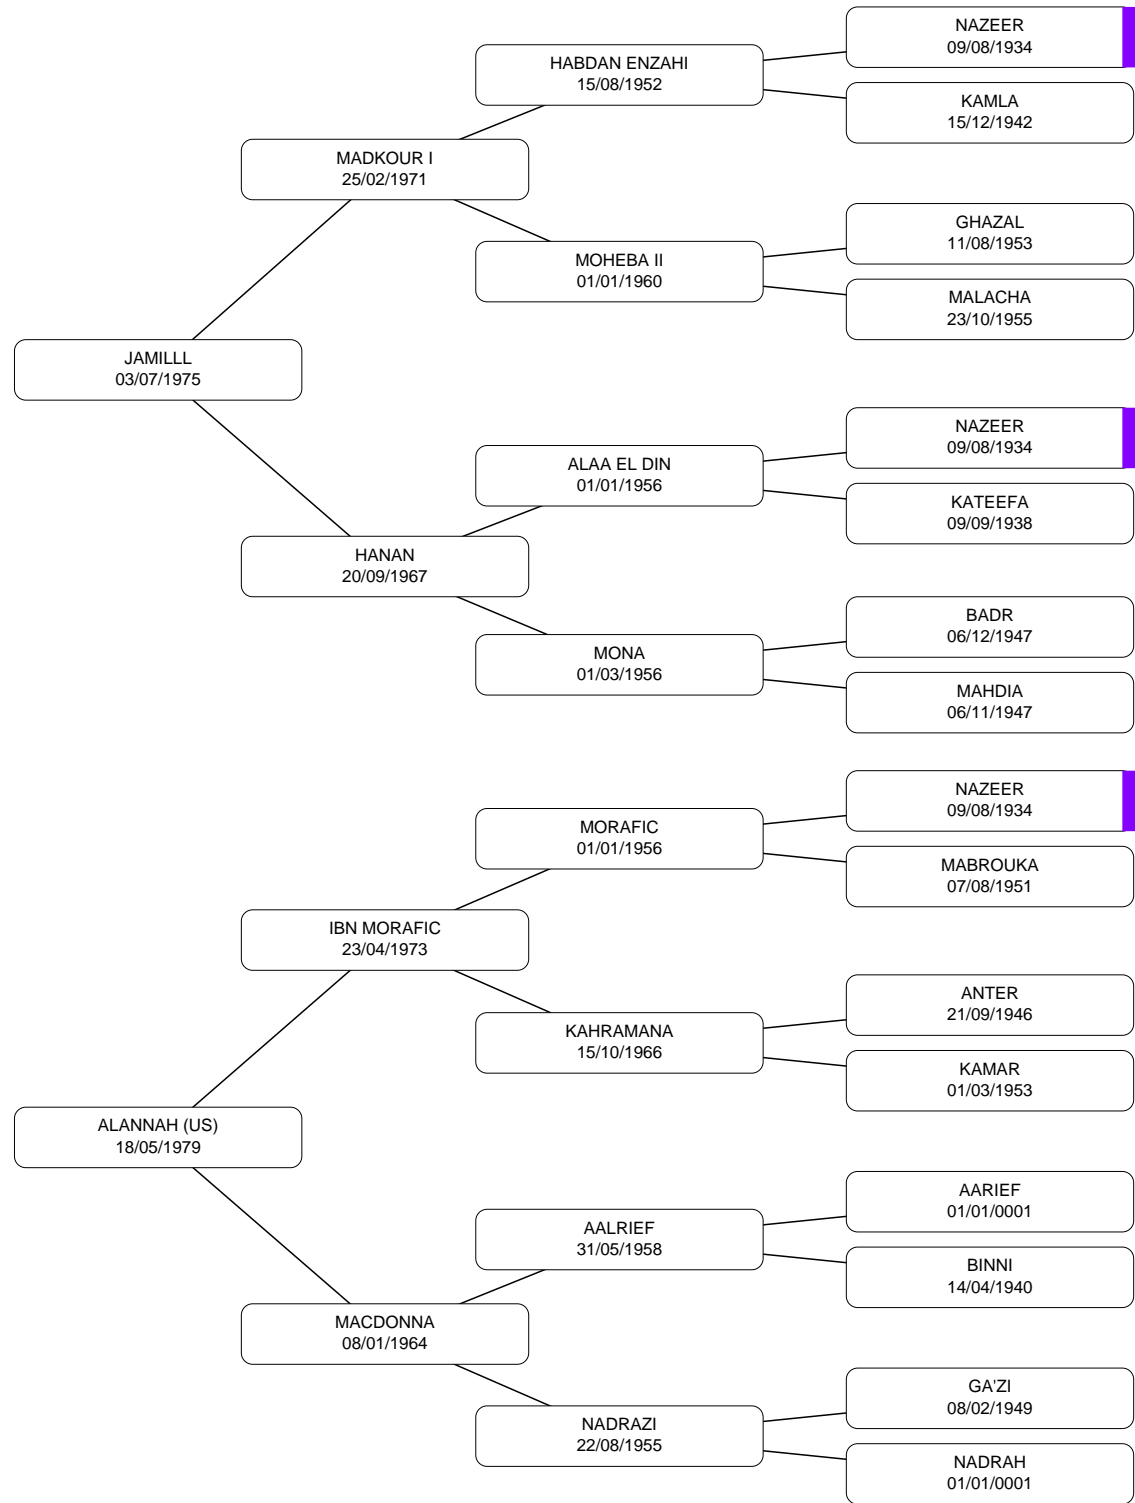 NAZEER
09/08/1934
HABDAN ENZAHI
15/08/1952
KAMLA
15/12/1942
MADKOUR I
25/02/1971
GHAZAL
11/08/1953
MOHEBA II
01/01/1960
MALACHA
23/10/1955
JAMILLL
03/07/1975
NAZEER
09/08/1934
ALAA EL DIN
01/01/1956
KATEEFA
09/09/1938
HANAN
20/09/1967
BADR
06/12/1947
MONA
01/03/1956
MAHDIA
06/11/1947
NAZEER
09/08/1934
MORAFIC
01/01/1956
MABROUKA
07/08/1951
IBN MORAFIC
23/04/1973
ANTER
21/09/1946
KAHRAMANA
15/10/1966
KAMAR
01/03/1953
ALANNAH (US)
18/05/1979
AARIEF
01/01/0001
AALRIEF
31/05/1958
BINNI
14/04/1940
MACDONNA
08/01/1964
GA'ZI
08/02/1949
NADRAZI
22/08/1955
NADRAH
01/01/0001